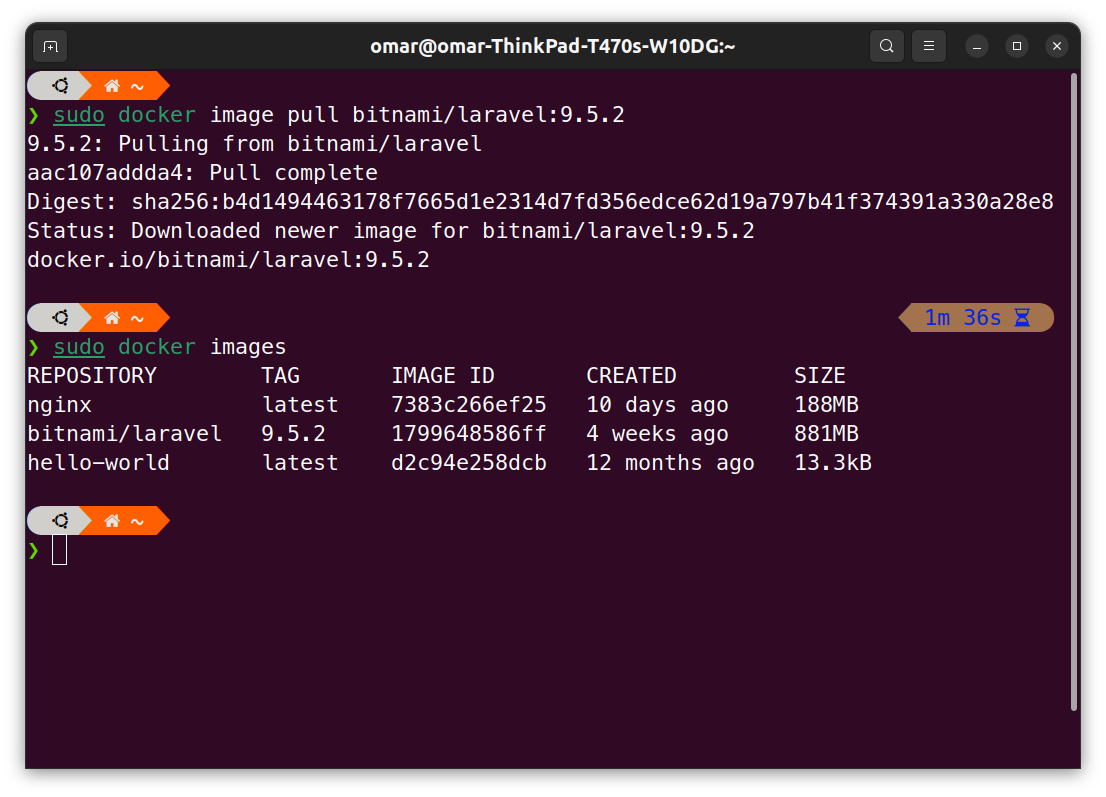 omar@omar-ThinkPad-T470s-W10DG:~
~
❯ sudo docker image pull bitnami/laravel:9.5.2
9.5.2: Pulling from bitnami/laravel
aac107addda4: Pull complete
Digest: sha256:b4d1494463178f7665d1e2314d7fd356edce62d19a797b41f374391a330a28e8
Status: Downloaded newer image for bitnami/laravel:9.5.2
docker.io/bitnami/laravel:9.5.2
~ 1m 36s
❯ sudo docker images
REPOSITORY TAG IMAGE ID CREATED SIZE
nginx latest 7383c266ef25 10 days ago 188MB
bitnami/laravel 9.5.2 1799648586ff 4 weeks ago 881MB
hello-world latest d2c94e258dcb 12 months ago 13.3kB
~
❯